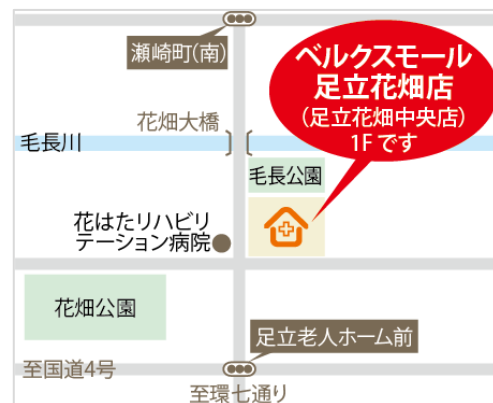 瀬崎町(南)
ベルクスモール
足立花畑店
(足立花畑中央店)
1Fです
花畑大橋
毛長川
毛長公園
花はたリハビリ
テーション病院
花畑公園
足立老人ホーム前
至国道4号
至環七通り